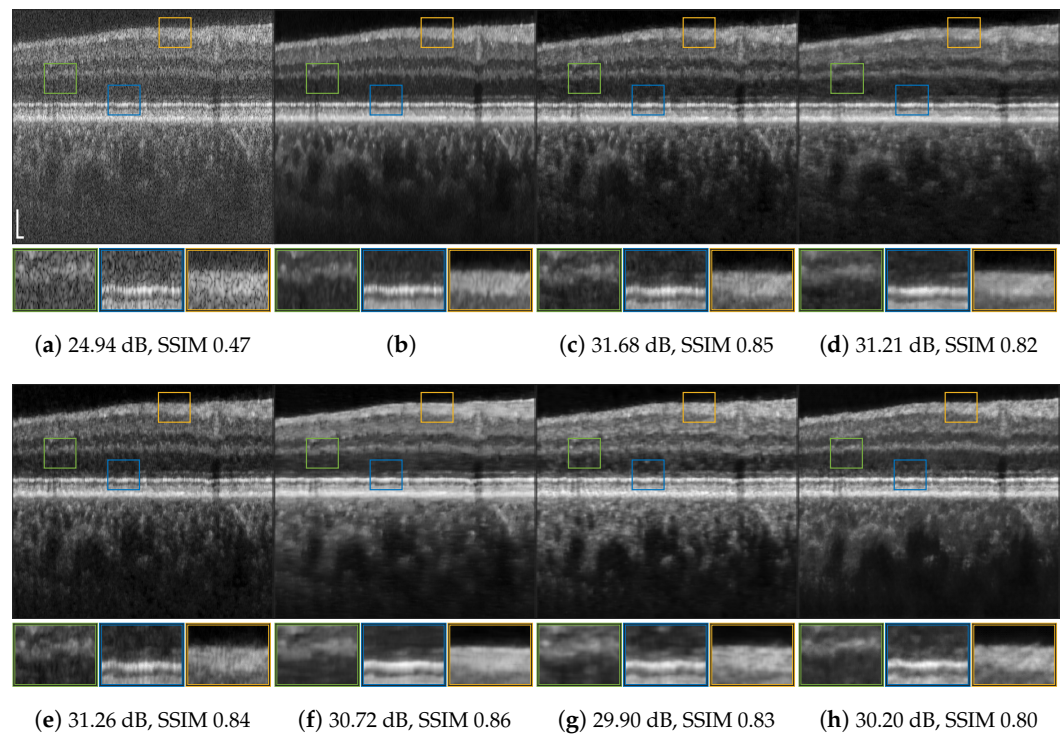 (a) 24.94 dB, SSIM 0.47
(b)
(c) 31.68 dB, SSIM 0.85
(d) 31.21 dB, SSIM 0.82
(e) 31.26 dB, SSIM 0.84
(f) 30.72 dB, SSIM 0.86
(g) 29.90 dB, SSIM 0.83
(h) 30.20 dB, SSIM 0.80